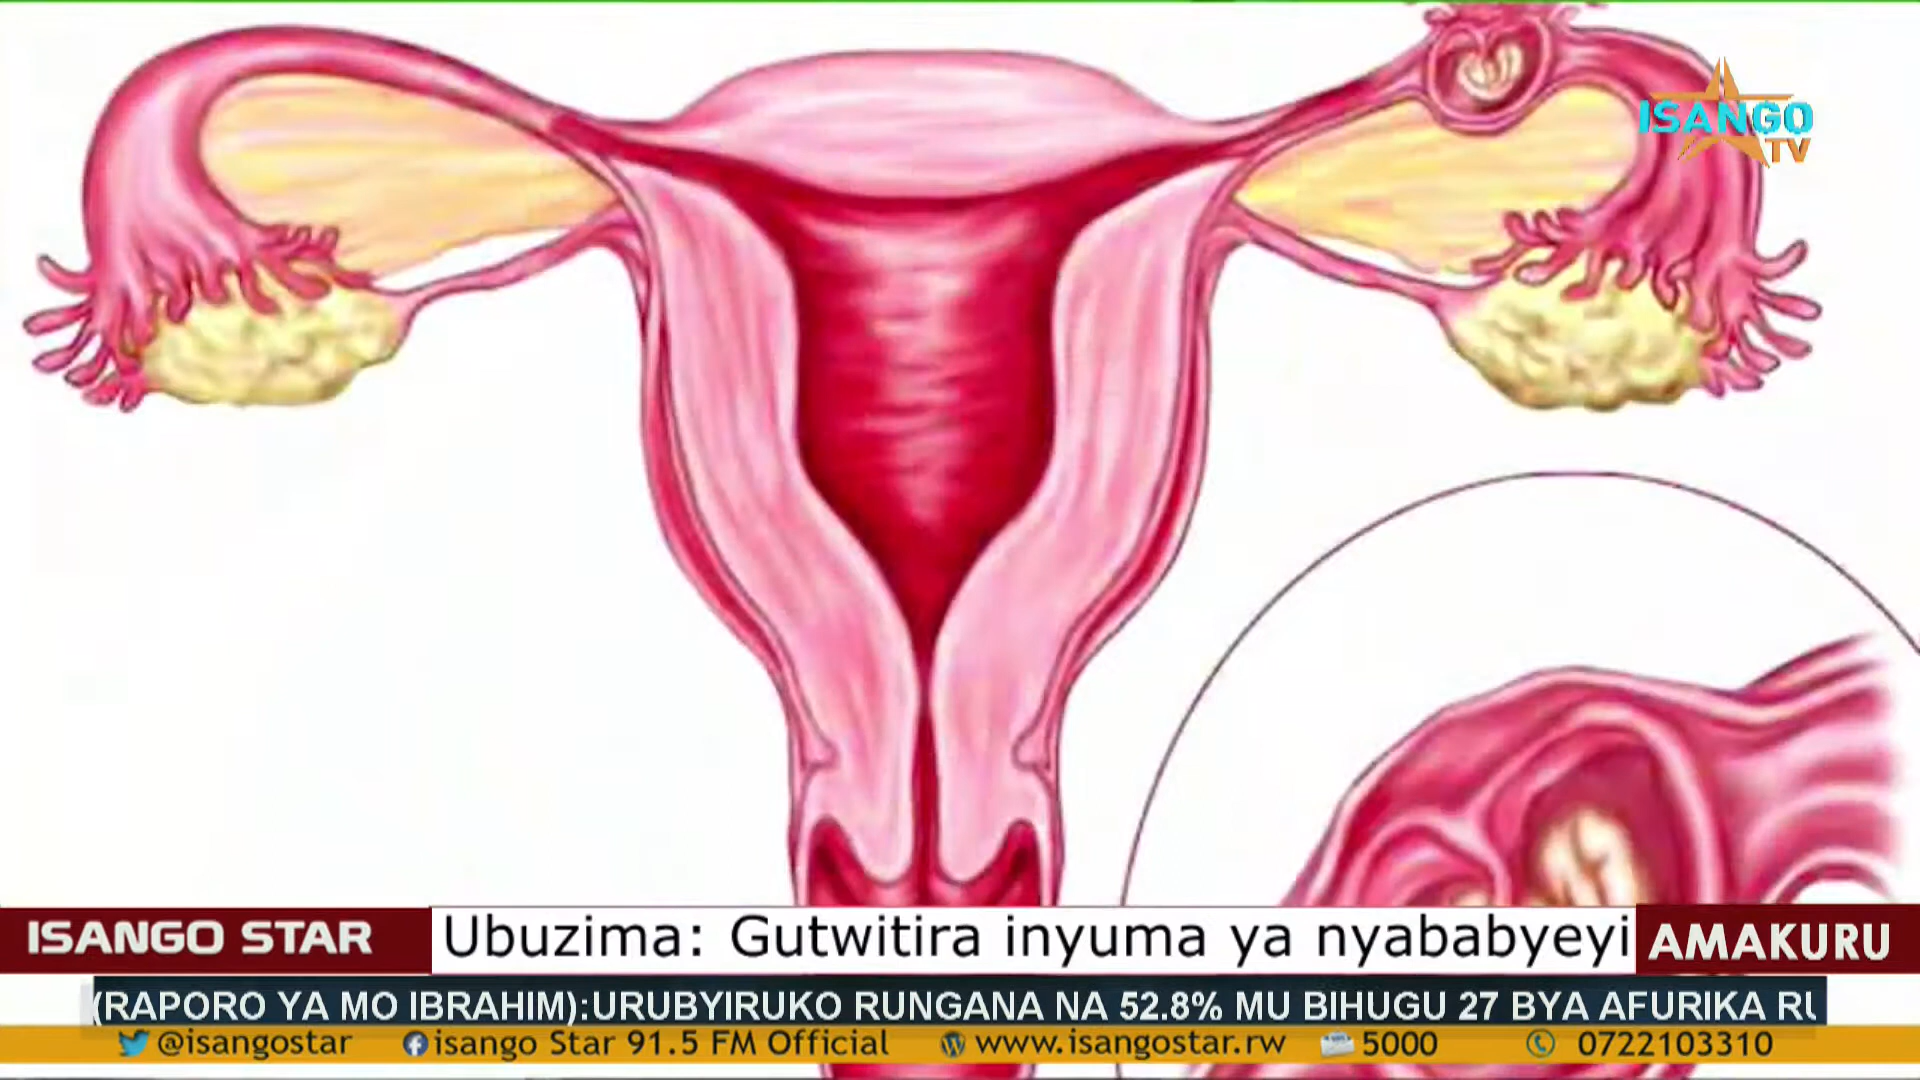 ISANGO
TV
ISANGO STAR
Ubuzima: Gutwitira inyuma ya nyababyeyi
AMAKURU
(RAPORO YA MO IBRAHIM):URUBYIRUKO RUNGANA NA 52.8% MU BIHUGU 27 BYA AFURIKA
@isangostar
isango Star 91.5 FM Official
www.isangostar.rw
5000
0722103310